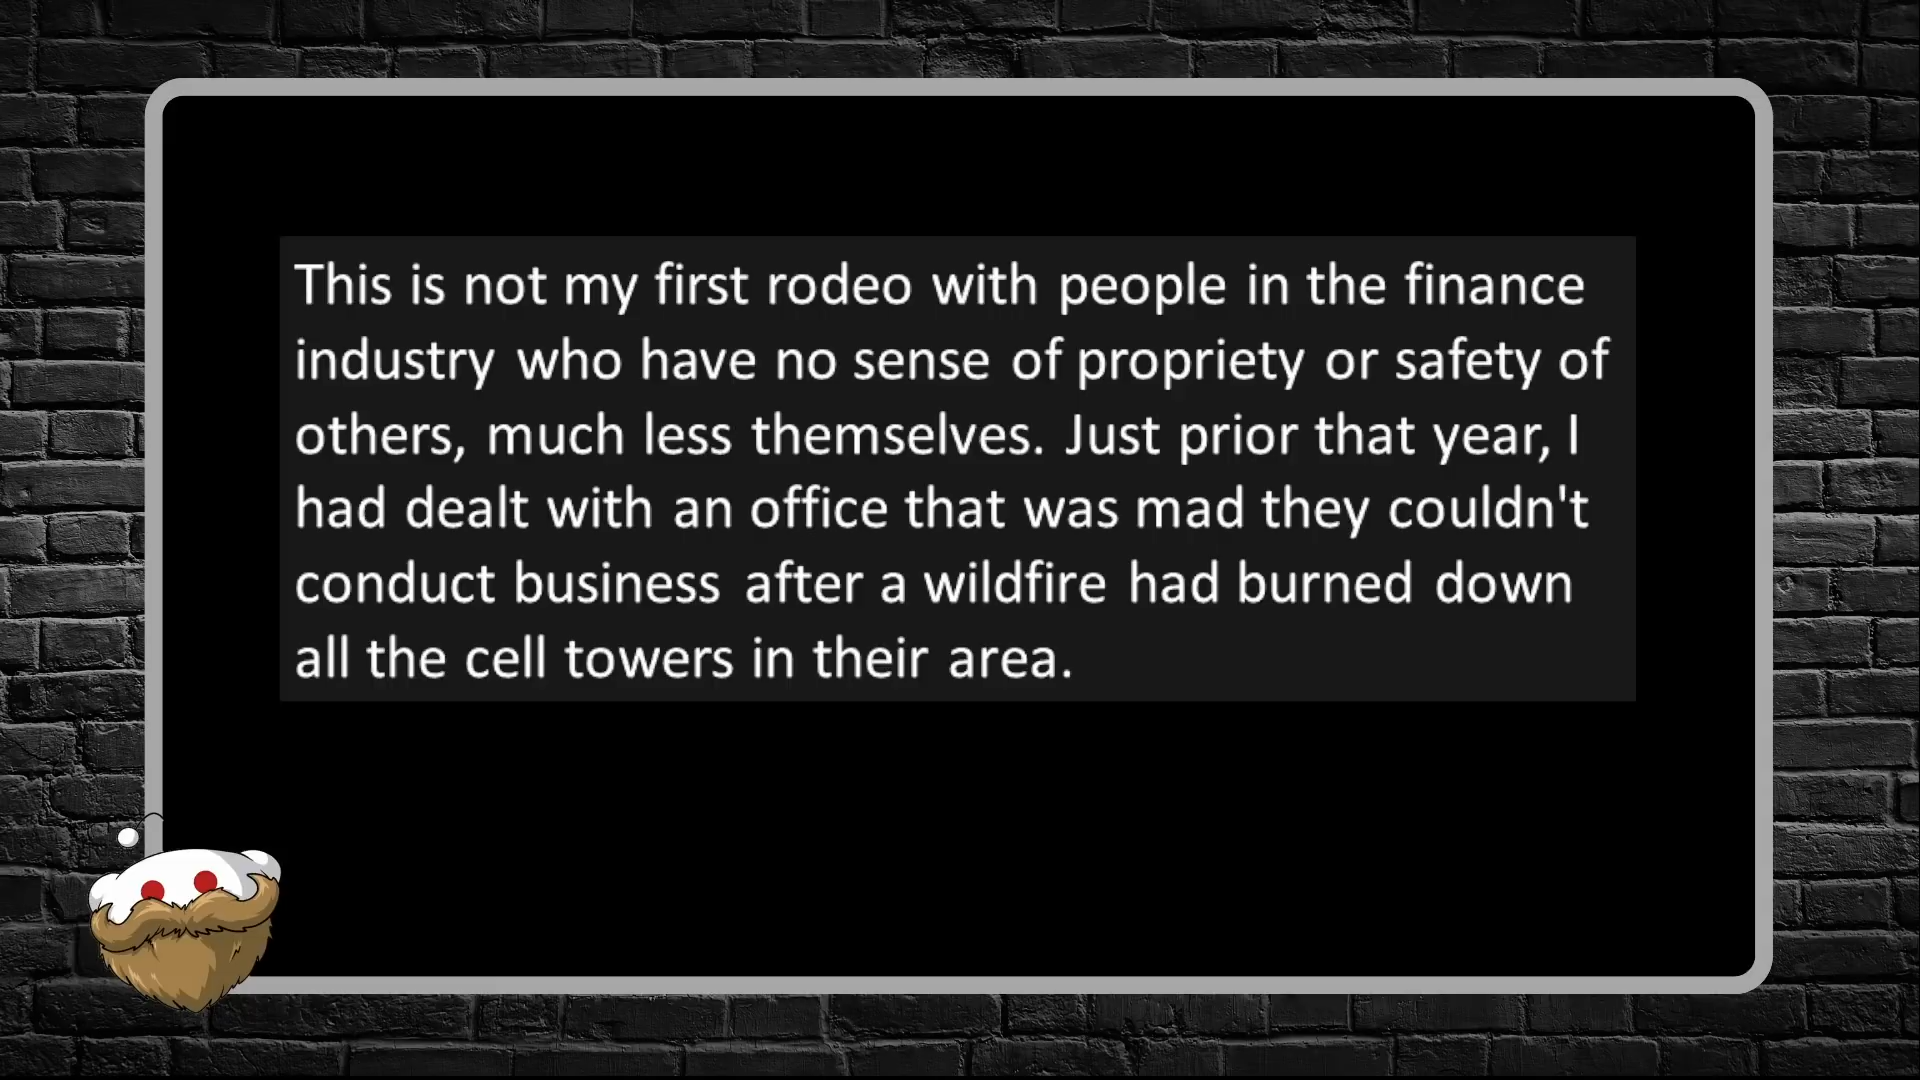 This is not my first rodeo with people in the finance
industry who have no sense of propriety or safety of
others, much less themselves. Just prior that year, I
had dealt with an office that was mad they couldn't
conduct business after a wildfire had burned down
all the cell towers in their area.